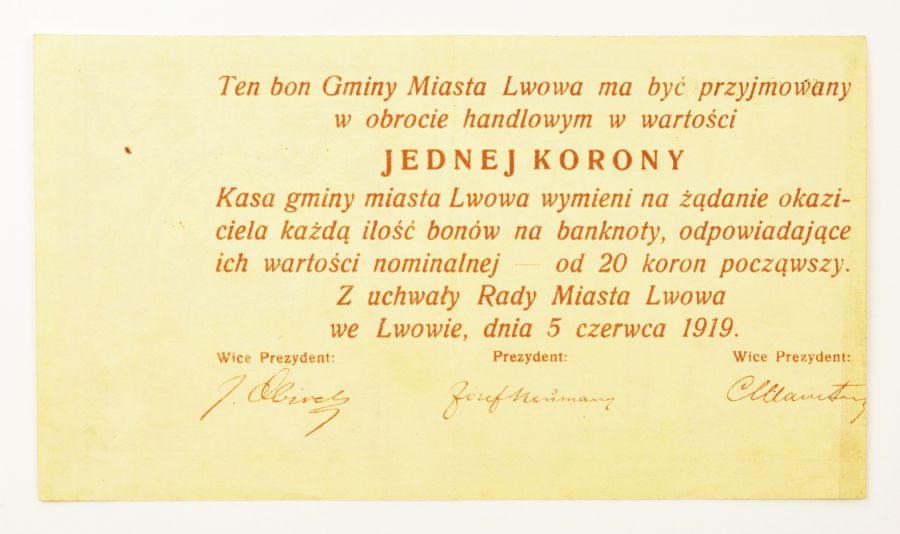 Ten bon Gminy Miasta Lwowa ma być przyjmowany
w obrocie handlowym w wartości
JEDNEJ KORONY
Kasa gminy miasta Lwowa wymieni na żądanie okazi-
ciela każdą ilość bonów na banknoty, odpowiadające
ich wartości nominalnej — od 20 koron począwszy.
Z uchwały Rady Miasta Lwowa
we Lwowie, dnia 5 czerwca 1919.
Wice Prezydent: Prezydent: Wice Prezydent:
Józef Neumann